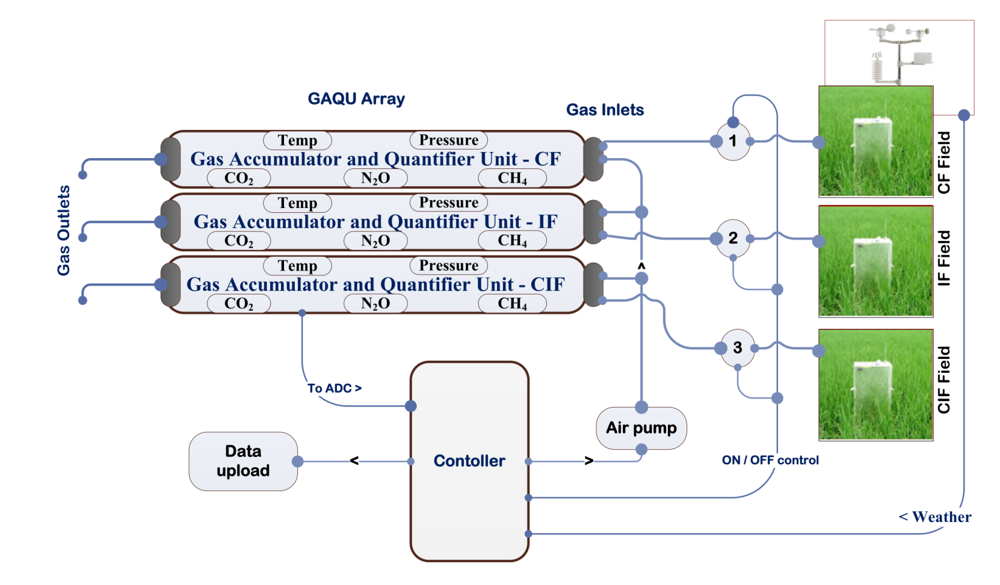 GAQU Array
Gas Inlets
Gas Outlets
Temp
Pressure
Gas Accumulator and Quantifier Unit - CF
CO₂
N₂O
CH₄
1
CF Field
Temp
Pressure
Gas Accumulator and Quantifier Unit - IF
CO₂
N₂O
CH₄
2
IF Field
^
Temp
Pressure
Gas Accumulator and Quantifier Unit - CIF
CO₂
N₂O
CH₄
3
CIF Field
To ADC >
Air pump
Data
upload
<
Contoller
>
ON / OFF control
< Weather